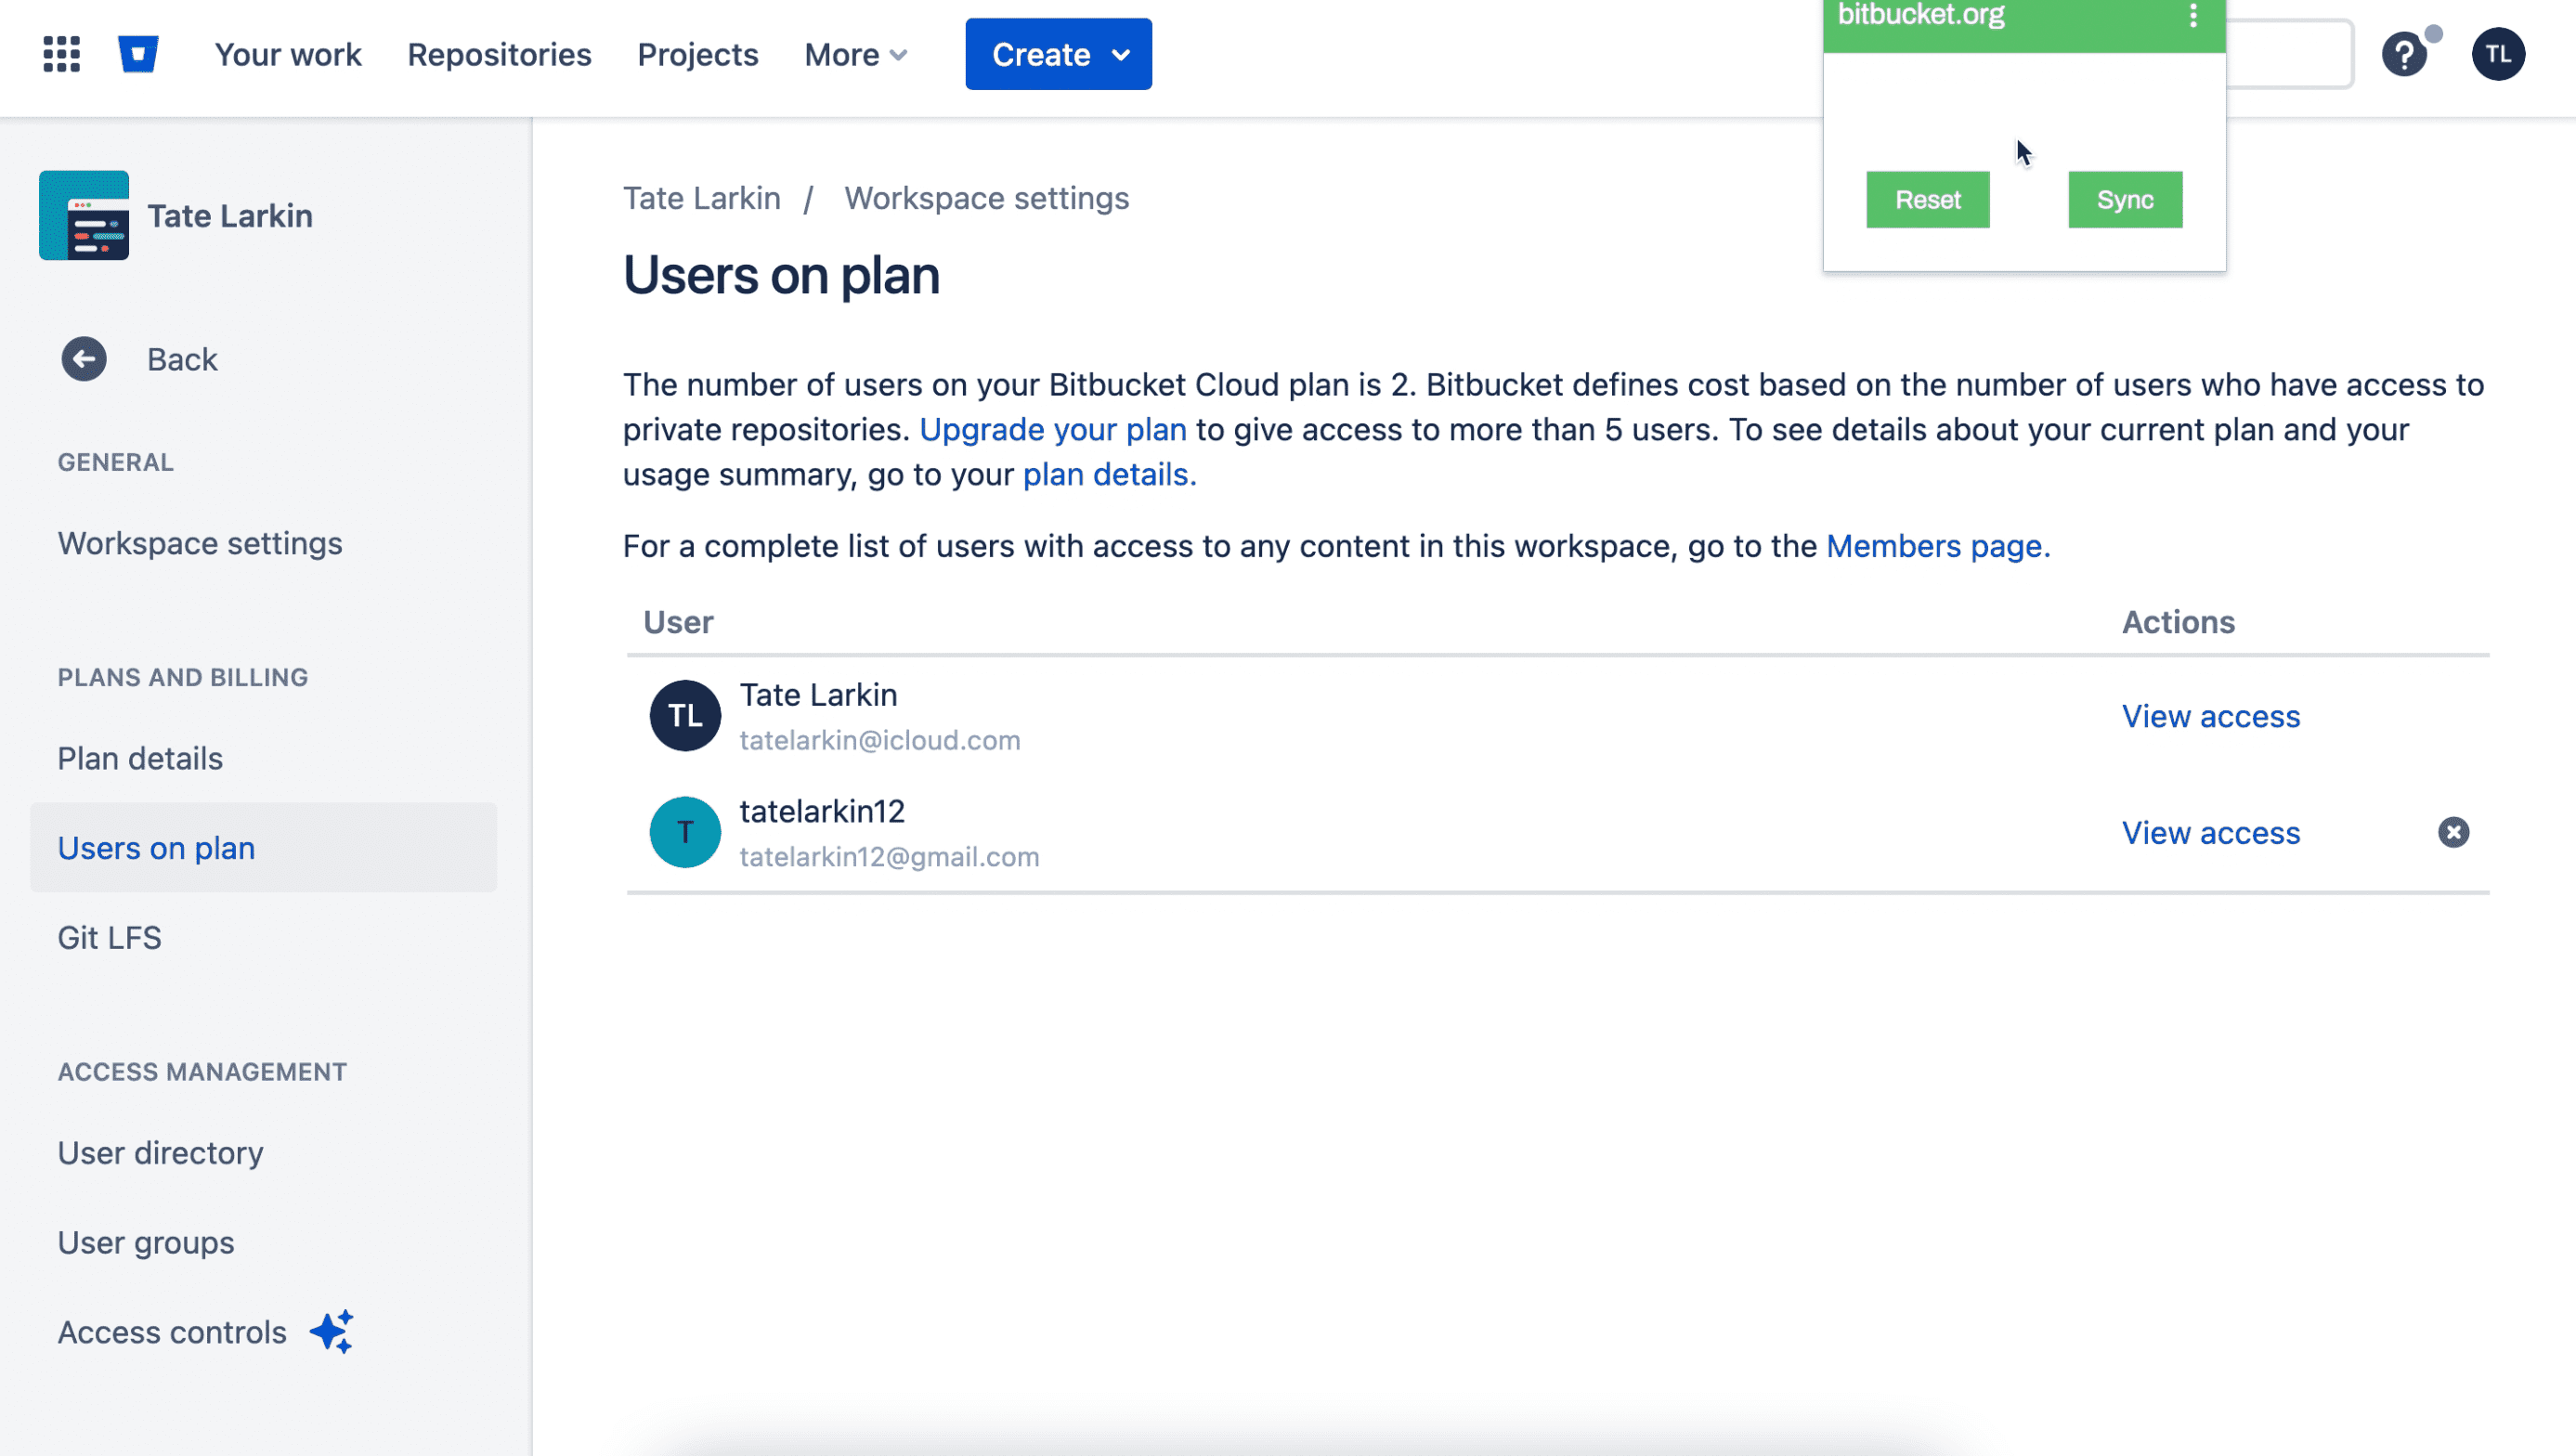 Your work Repositories Projects More Create
bitbucket.org
? TL
Reset Sync
Tate Larkin
Back
GENERAL
Workspace settings
PLANS AND BILLING
Plan details
Users on plan
Git LFS
ACCESS MANAGEMENT
User directory
User groups
Access controls
Tate Larkin / Workspace settings
Users on plan
The number of users on your Bitbucket Cloud plan is 2. Bitbucket defines cost based on the number of users who have access to
private repositories. Upgrade your plan to give access to more than 5 users. To see details about your current plan and your
usage summary, go to your plan details.
For a complete list of users with access to any content in this workspace, go to the Members page.
User Actions
TL Tate Larkin View access
tatelarkin@icloud.com
T tatelarkin12 View access
tatelarkin12@gmail.com